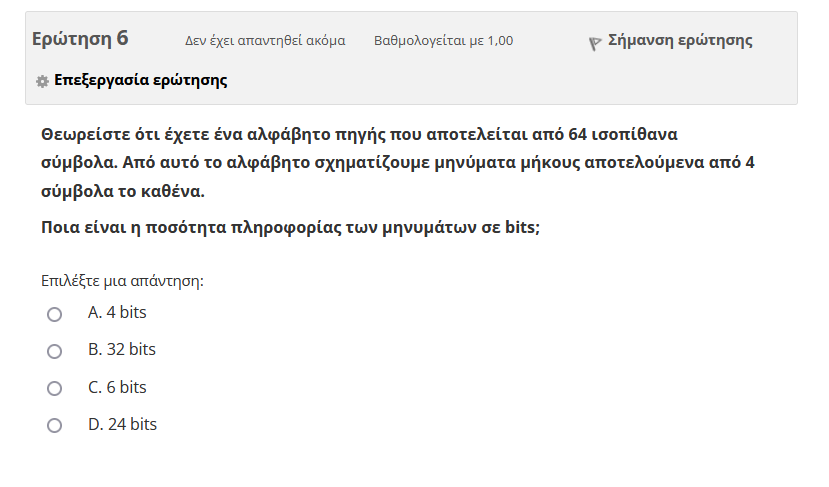 Ερώτηση 6 Δεν έχει απαντηθεί ακόμα Βαθμολογείται με 1,00 Σήμανση ερώτησης
Επεξεργασία ερώτησης
Θεωρείστε ότι έχετε ένα αλφάβητο πηγής που αποτελείται από 64 ισοπίθανα
σύμβολα. Από αυτό το αλφάβητο σχηματίζουμε μηνύματα μήκους αποτελούμενα από 4
σύμβολα το καθένα.
Ποια είναι η ποσότητα πληροφορίας των μηνυμάτων σε bits;
Επιλέξτε μια απάντηση:
A. 4 bits
B. 32 bits
C. 6 bits
D. 24 bits